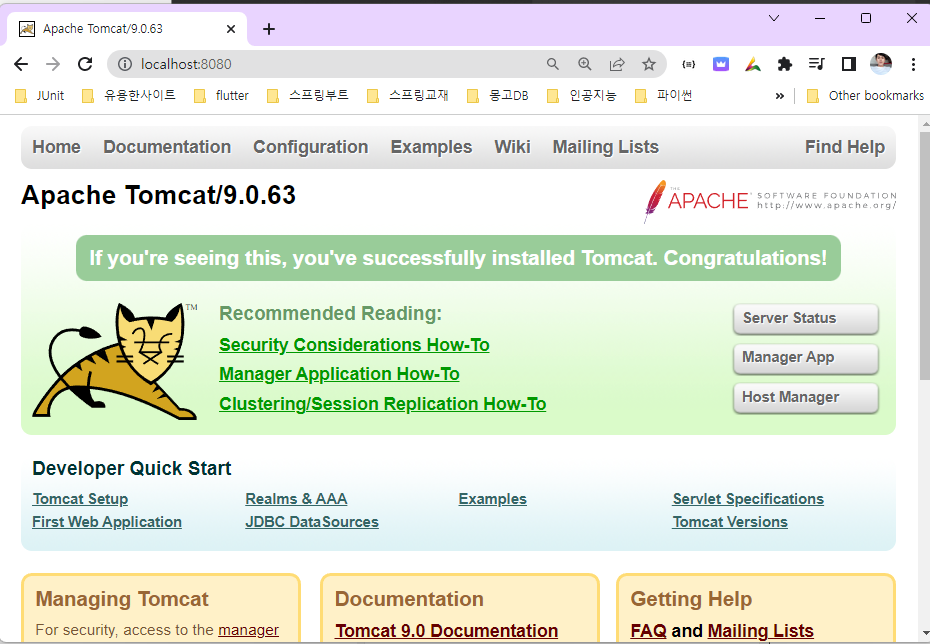 Apache Tomcat/9.0.63
localhost:8080
JUnit 유용한사이트 flutter 스프링부트 스프링교재 몽고DB 인공지능 파이썬 » Other bookmarks
Home Documentation Configuration Examples Wiki Mailing Lists Find Help
Apache Tomcat/9.0.63
THE APACHE SOFTWARE FOUNDATION
http://www.apache.org/
If you're seeing this, you've successfully installed Tomcat. Congratulations!
TM
Recommended Reading:
Security Considerations How-To
Manager Application How-To
Clustering/Session Replication How-To
Server Status
Manager App
Host Manager
Developer Quick Start
Tomcat Setup
First Web Application
Realms & AAA
JDBC DataSources
Examples
Servlet Specifications
Tomcat Versions
Managing Tomcat
For security, access to the manager
Documentation
Tomcat 9.0 Documentation
Getting Help
FAQ and Mailing Lists